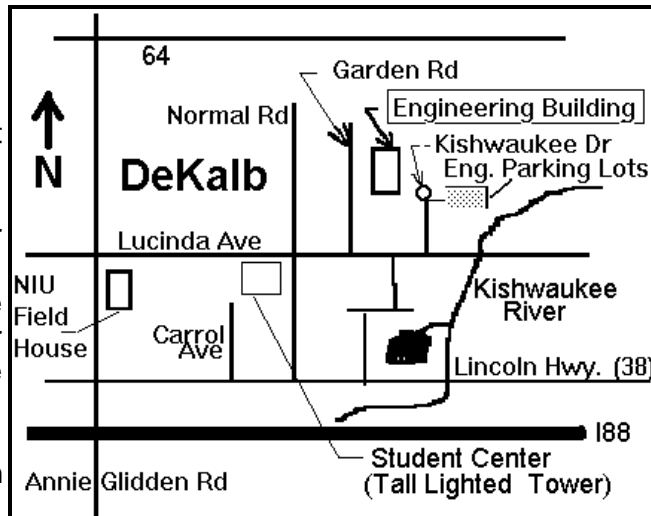 64
Garden Rd
Normal Rd
Engineering Building
Kishwaukee Dr
Eng. Parking Lots
N
DeKalb
Lucinda Ave
NIU
Field
House
Kishwaukee
River
Carrol
Ave
Lincoln Hwy. (38)
I88
Student Center
(Tall Lighted Tower)
Annie Glidden Rd